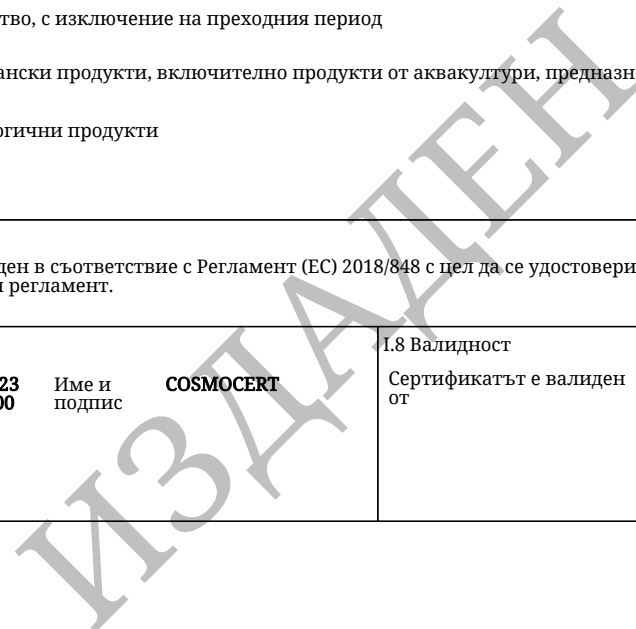 тво, с изключение на преходния период
ански продукти, включително продукти от аквакултури, предназн
огични продукти
ден в съответствие с Регламент (ЕС) 2018/848 с цел да се удостовери
регламент.
I.8 Валидност
23 Име и COSMOCERT
00 подпис
Сертификатът е валиден
от
ИЗДАДЕН